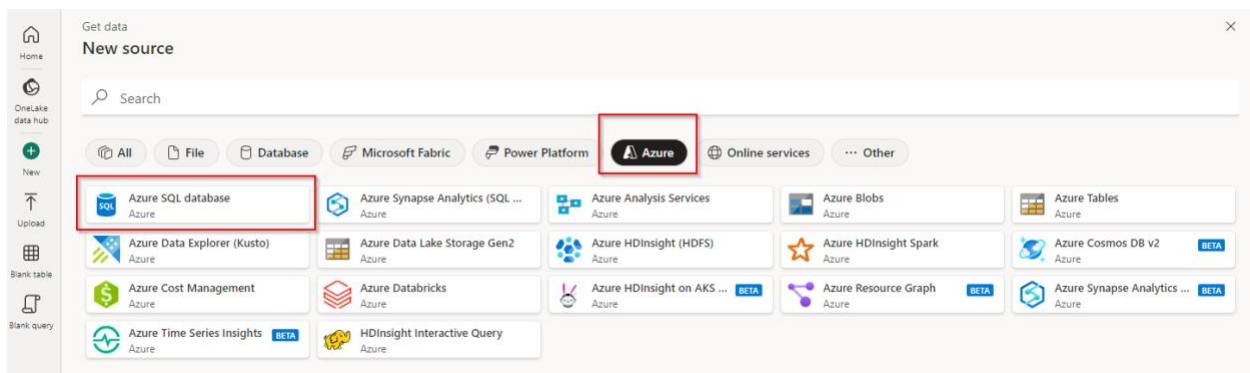 Get data
New source
Home
OneLake
data hub
New
Upload
Blank table
Blank query
Search
All
File
Database
Microsoft Fabric
Power Platform
Azure
Online services
Other
SQL
Azure SQL database
Azure
Azure Synapse Analytics (SQL ...
Azure
Azure Analysis Services
Azure
Azure Blobs
Azure
Azure Tables
Azure
Azure Data Explorer (Kusto)
Azure
Azure Data Lake Storage Gen2
Azure
Azure HDInsight (HDFS)
Azure
Azure HDInsight Spark
Azure
Azure Cosmos DB v2 BETA
Azure
Azure Cost Management
Azure
Azure Databricks
Azure
Azure HDInsight on AKS ... BETA
Azure
Azure Resource Graph BETA
Azure
Azure Synapse Analytics ... BETA
Azure
Azure Time Series Insights BETA
Azure
HDInsight Interactive Query
Azure